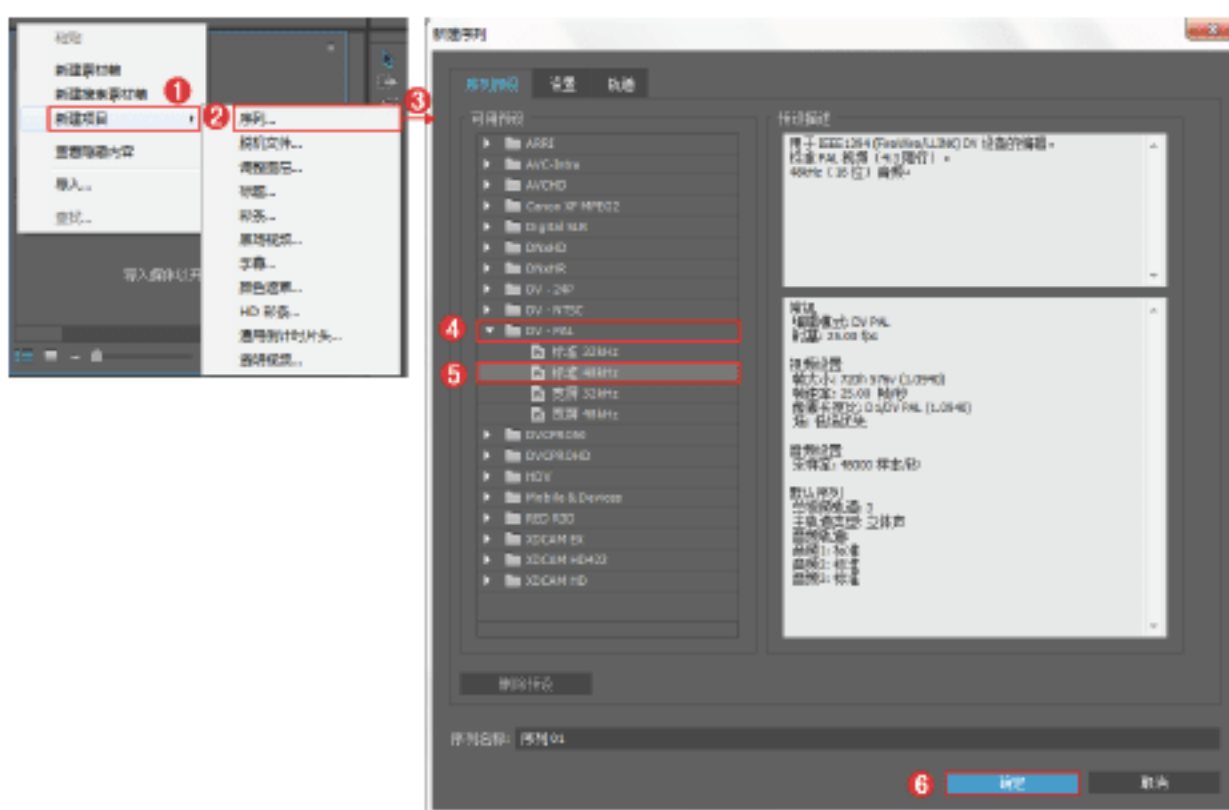 粘贴
新建素材箱
新建搜索素材箱
1
新建项目
2
查看隐藏内容
导入...
查找...
序列...
脱机文件...
调整图层...
标题...
彩条...
黑场视频...
字幕...
颜色遮罩...
HD 彩条...
通用倒计时片头...
透明视频...
3
新建序列
序列预设 设置 轨道
可用预设
ARRI
AVC-Intra
AVCHD
Canon XF MPEG2
Digital SLR
DNxHD
DNxHR
DV - 24P
DV - NTSC
4
DV - PAL
标准 32kHz
5
标准 48kHz
宽屏 32kHz
宽屏 48kHz
DVCPRO50
DVCPROHD
HDV
Mobile & Devices
RED R3D
XDCAM EX
XDCAM HD422
XDCAM HD
删除预设
预设描述
用于 IEEE1394 (FireWire/i.LINK) DV 设备的编辑。
标准 PAL 视频（4:3 隔行）。
48kHz（16 位）音频。
常规
编辑模式: DV PAL
时基: 25.00 fps
视频设置
帧大小: 720h 576v (1.0940)
帧速率: 25.00 帧/秒
像素长宽比: D1/DV PAL (1.0940)
场: 低场优先
音频设置
采样率: 48000 样本/秒
默认序列
总视频轨道: 3
主轨道类型: 立体声
音频轨道:
音频1: 标准
音频2: 标准
音频3: 标准
序列名称: 序列 01
6
确定 取消